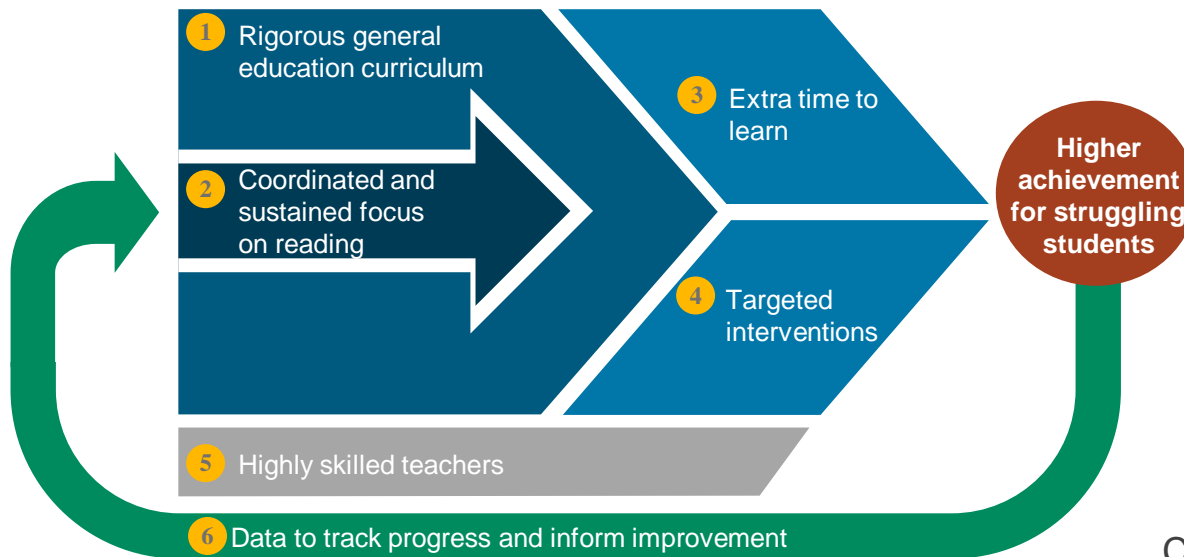 1 Rigorous general
education curriculum
2 Coordinated and
sustained focus
on reading
3 Extra time to
learn
4 Targeted
interventions
Higher
achievement
for struggling
students
5 Highly skilled teachers
6 Data to track progress and inform improvement